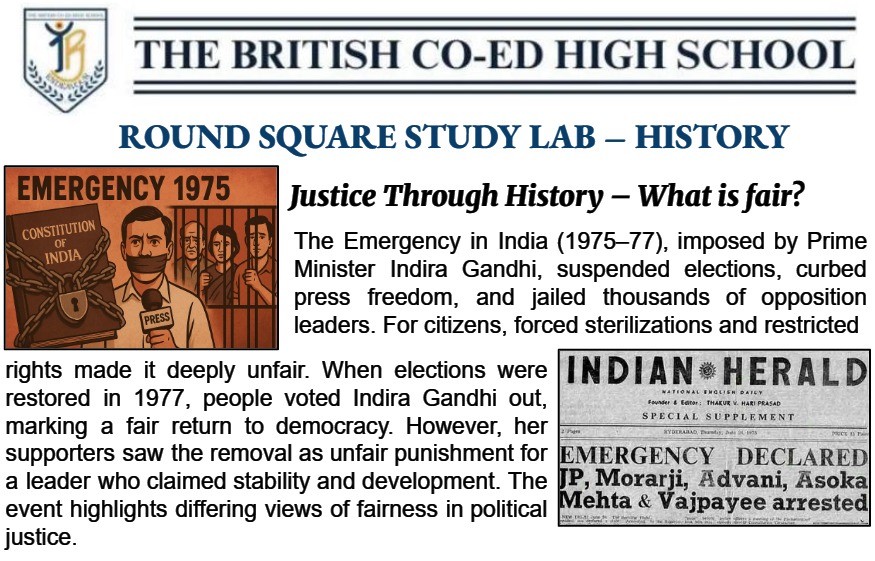 THE BRITISH CO-ED HIGH SCHOOL
ROUND SQUARE STUDY LAB – HISTORY
EMERGENCY 1975
CONSTITUTION
OF
INDIA
PRESS
Justice Through History – What is fair?
The Emergency in India (1975–77), imposed by Prime
Minister Indira Gandhi, suspended elections, curbed
press freedom, and jailed thousands of opposition
leaders. For citizens, forced sterilizations and restricted
rights made it deeply unfair. When elections were
restored in 1977, people voted Indira Gandhi out,
marking a fair return to democracy. However, her
supporters saw the removal as unfair punishment for
a leader who claimed stability and development. The
event highlights differing views of fairness in political
justice.
INDIAN HERALD
NATIONAL ENGLISH DAILY
Founder & Editor: THAKUR V. HARI PRASAD
SPECIAL SUPPLEMENT
2 Pages HYDERABAD, Thursday, June 26, 1975 PRICE
EMERGENCY DECLARED
JP, Morarji, Advani, Asoka
Mehta & Vajpayee arrested